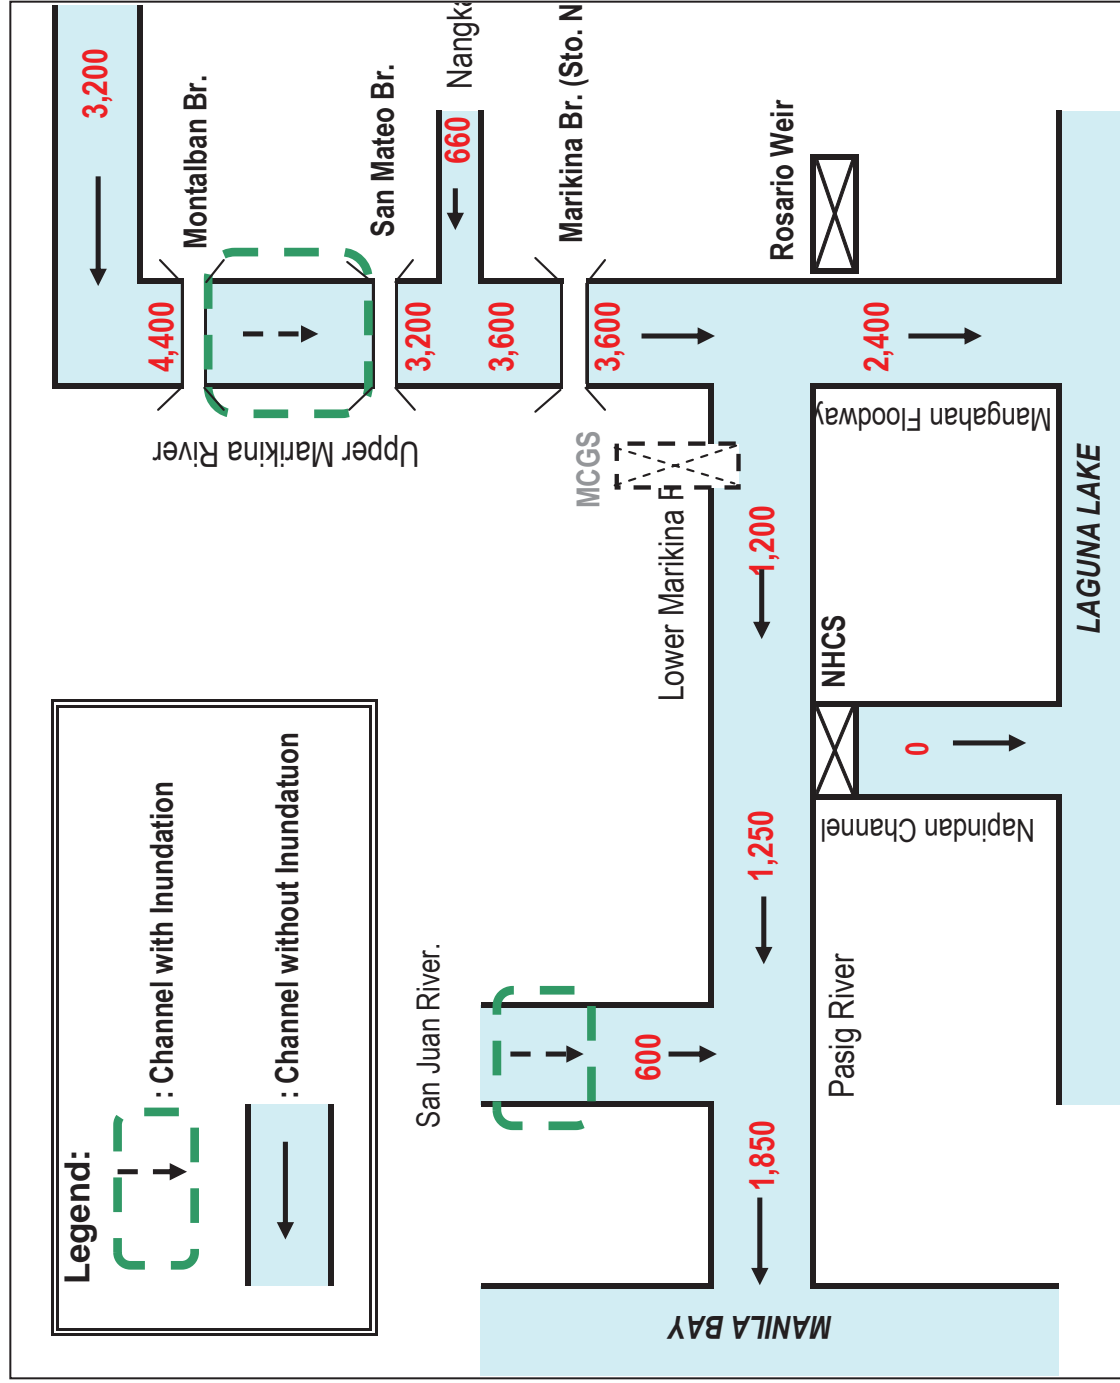 Legend:
: Channel with Inundation
: Channel without Inundatuon
3,200
4,400
Montalban Br.
Upper Marikina River
San Mateo Br.
3,200
660
3,600
Marikina Br. (Sto.
3,600
MCGS
Rosario Weir
2,400
Mangahan Floodway
Lower Marikina
1,200
NHCS
0
Napindan Channel
LAGUNA LAKE
1,250
San Juan River.
600
Pasig River
1,850
MANILA BAY